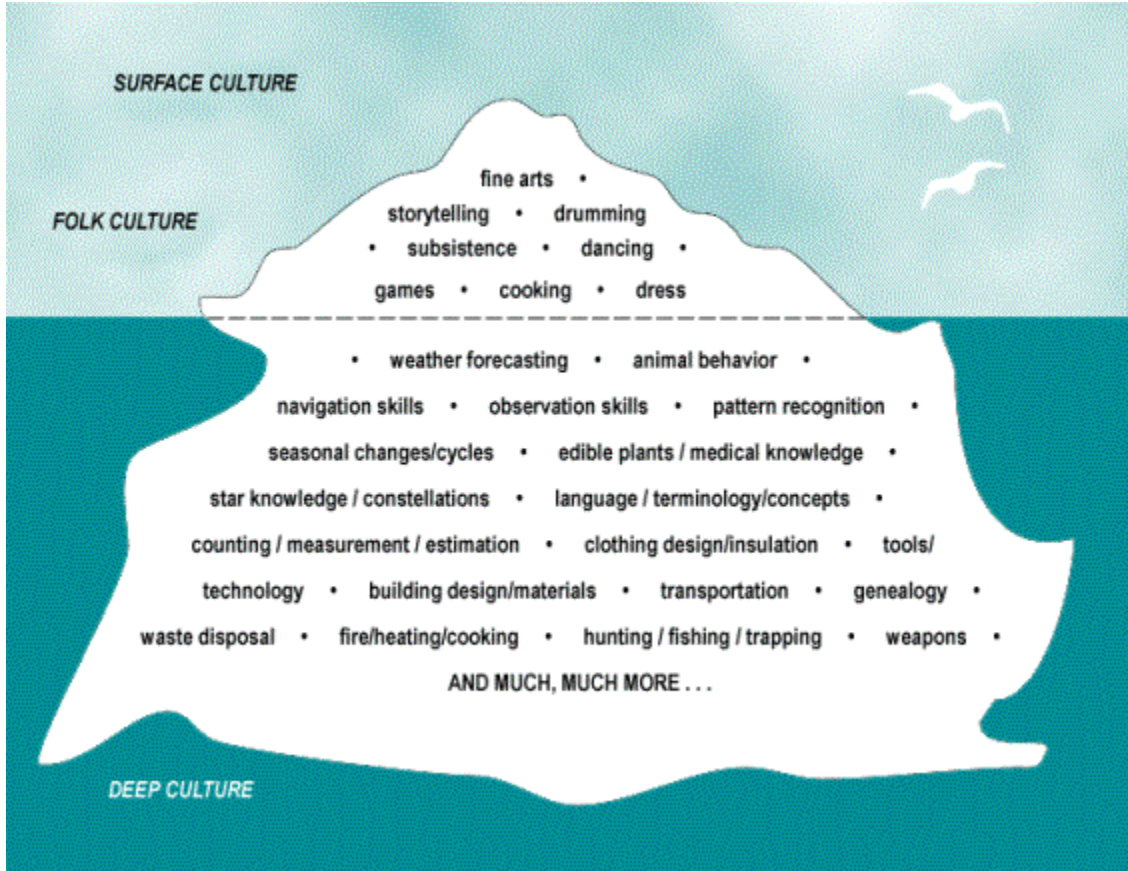 SURFACE CULTURE
fine arts •
FOLK CULTURE
storytelling • drumming
• subsistence • dancing •
games • cooking • dress
• weather forecasting • animal behavior •
navigation skills • observation skills • pattern recognition •
seasonal changes/cycles • edible plants / medical knowledge •
star knowledge / constellations • language / terminology/concepts •
counting / measurement / estimation • clothing design/insulation • tools/
technology • building design/materials • transportation • genealogy •
waste disposal • fire/heating/cooking • hunting / fishing / trapping • weapons •
AND MUCH, MUCH MORE . . .
DEEP CULTURE